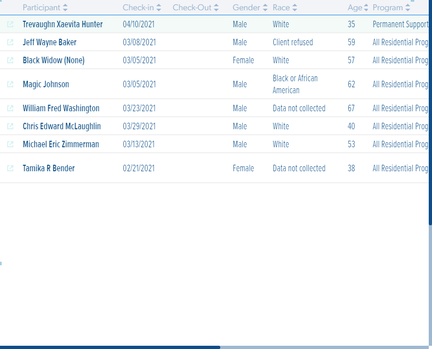 Participant Check-in Check-Out Gender Race Age Program
Trevaughn Xaevita Hunter 04/10/2021 Male White 35 Permanent Support
Jeff Wayne Baker 03/08/2021 Male Client refused 59 All Residential Prog
Black Widow (None) 03/05/2021 Female White 57 All Residential Prog
Magic Johnson 03/05/2021 Male Black or African American 62 All Residential Prog
William Fred Washington 03/23/2021 Male Data not collected 67 All Residential Prog
Chris Edward McLaughlin 03/29/2021 Male White 40 All Residential Prog
Michael Eric Zimmerman 03/13/2021 Male White 53 All Residential Prog
Tamika R Bender 02/21/2021 Female Data not collected 38 All Residential Prog